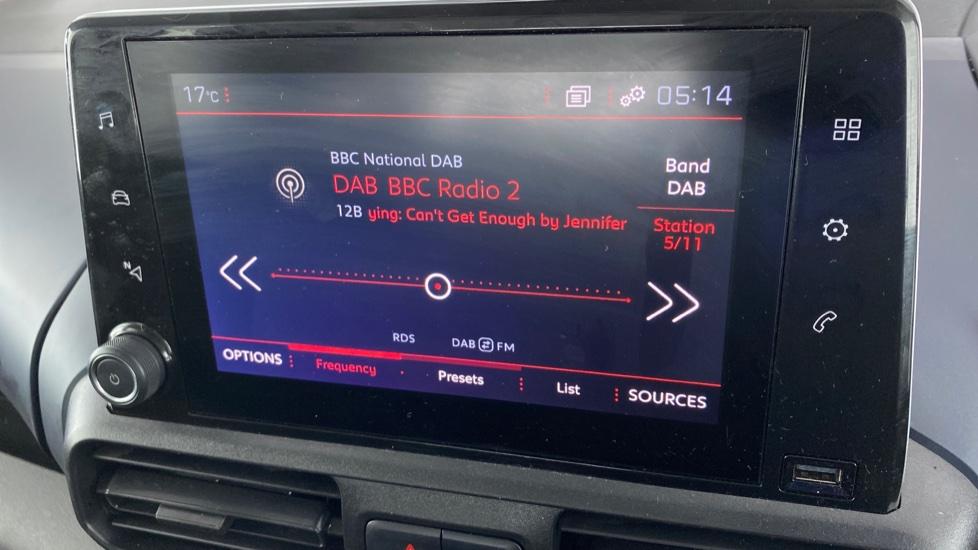 17°C
05:14
BBC National DAB
DAB BBC Radio 2
12B ying: Can't Get Enough by Jennifer
Band
DAB
Station
5/11
N
RDS
DAB FM
OPTIONS
Frequency
Presets
List
SOURCES